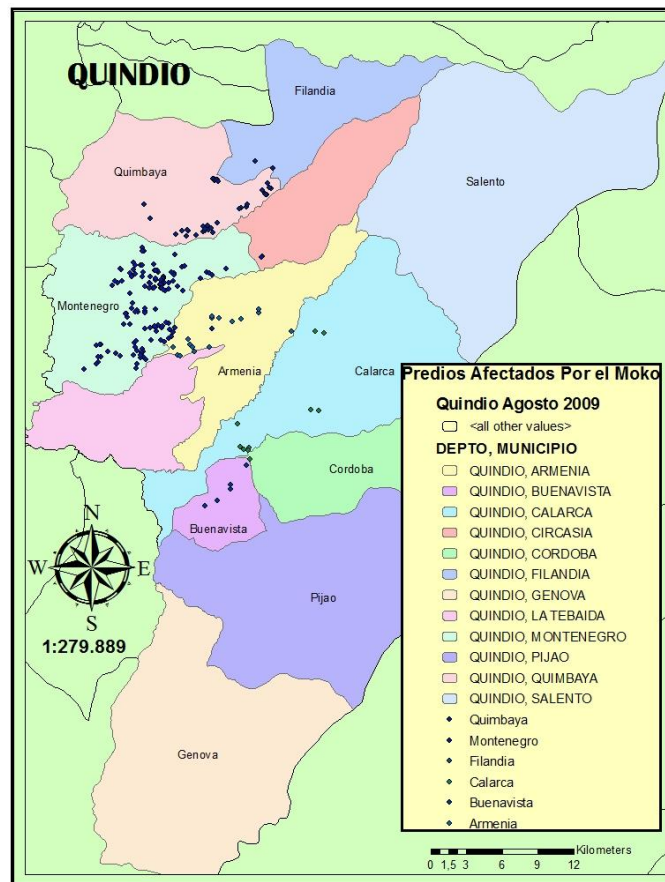 QUINDIO
Filandia
Quimbaya
Salento
Montenegro
Armenia
Calarca
Cordoba
Buenavista
Pijao
Genova
N
W E
S
1:279.889
Predios Afectados Por el Moko
Quindio Agosto 2009
<all other values>
DEPTO, MUNICIPIO
QUINDIO, ARMENIA
QUINDIO, BUENAVISTA
QUINDIO, CALARCA
QUINDIO, CIRCASIA
QUINDIO, CORDOBA
QUINDIO, FILANDIA
QUINDIO, GENOVA
QUINDIO, LA TEBAIDA
QUINDIO, MONTENEGRO
QUINDIO, PIJAO
QUINDIO, QUIMBAYA
QUINDIO, SALENTO
Quimbaya
Montenegro
Filandia
Calarca
Buenavista
Armenia
Kilometers
0 1,5 3 6 9 12